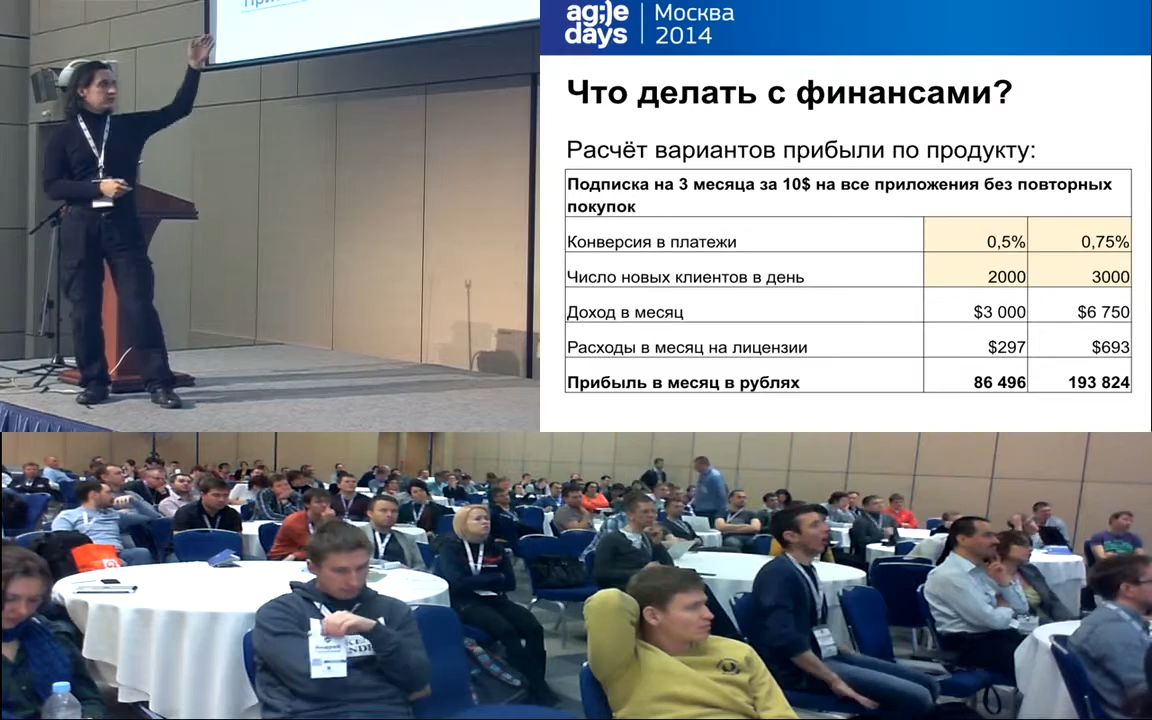 ag;)e
days
Москва
2014
Что делать с финансами?
Расчёт вариантов прибыли по продукту:
Подписка на 3 месяца за 10$ на все приложения без повторных
покупок
Конверсия в платежи 0,5% 0,75%
Число новых клиентов в день 2000 3000
Доход в месяц $3 000 $6 750
Расходы в месяц на лицензии $297 $693
Прибыль в месяц в рублях 86 496 193 824
Андрей